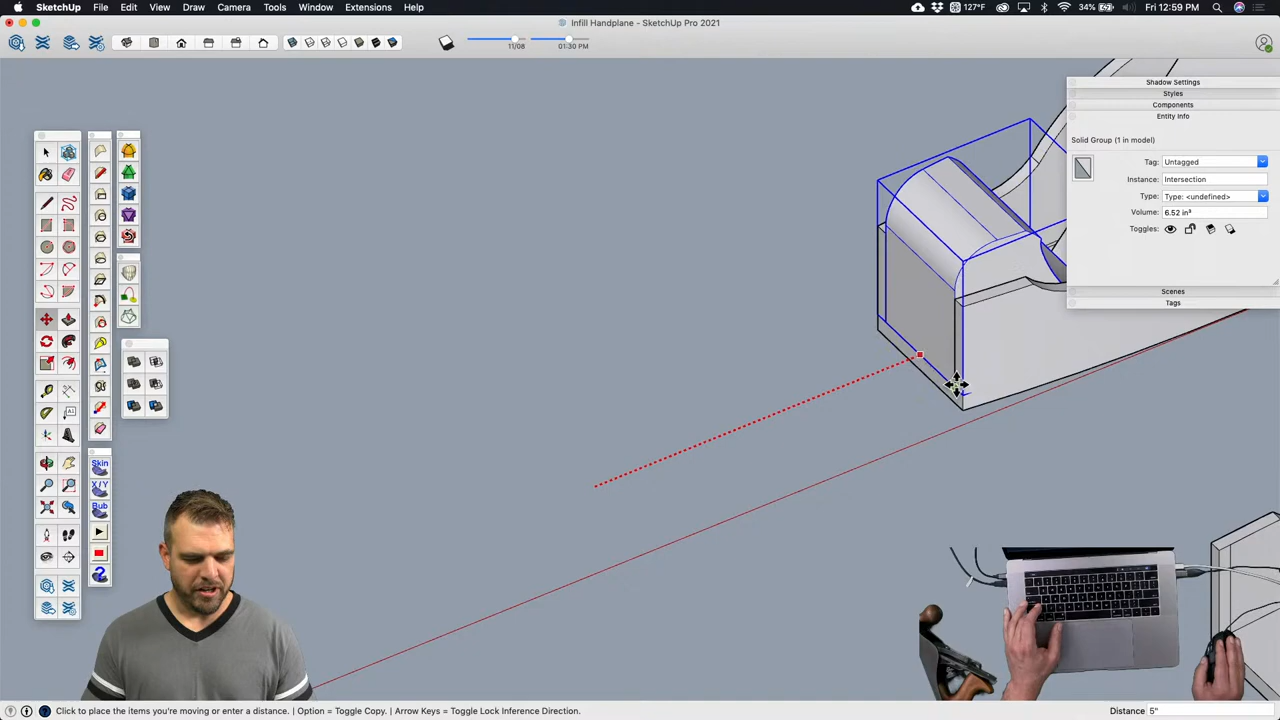 SketchUp File Edit View Draw Camera Tools Window Extensions Help
127°F 34% Fri 12:59 PM
Infill Handplane - SketchUp Pro 2021
11/08 01:30 PM
Shadow Settings
Styles
Components
Entity Info
Solid Group (1 in model)
Tag: Untagged
Instance: Intersection
Type: Type: <undefined>
Volume: 6.52 in³
Toggles:
Scenes
Tags
A1
Skin
X/Y
Bub
?
Click to place the items you're moving or enter a distance. | Option = Toggle Copy. | Arrow Keys = Toggle Lock Inference Direction.
Distance 5"